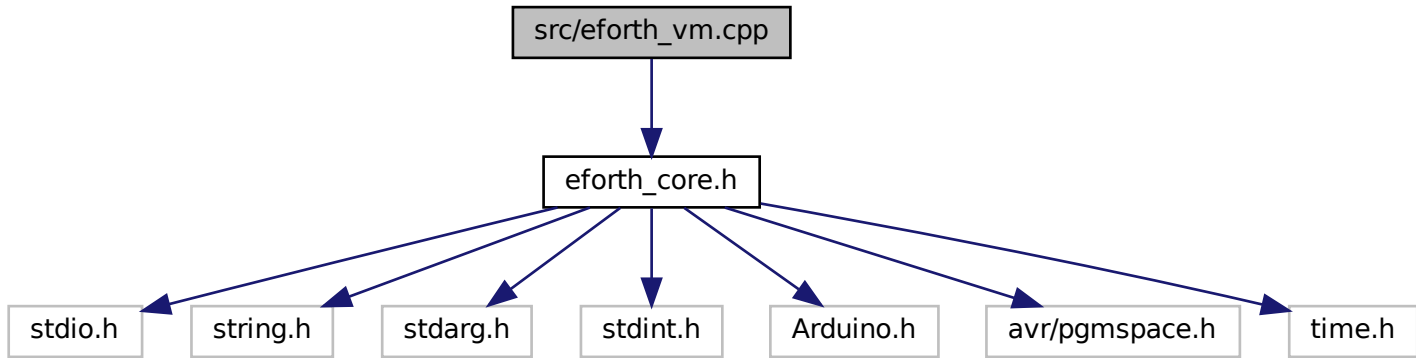 src/eforth_vm.cpp
eforth_core.h
stdio.h
string.h
stdarg.h
stdint.h
Arduino.h
avr/pgmspace.h
time.h